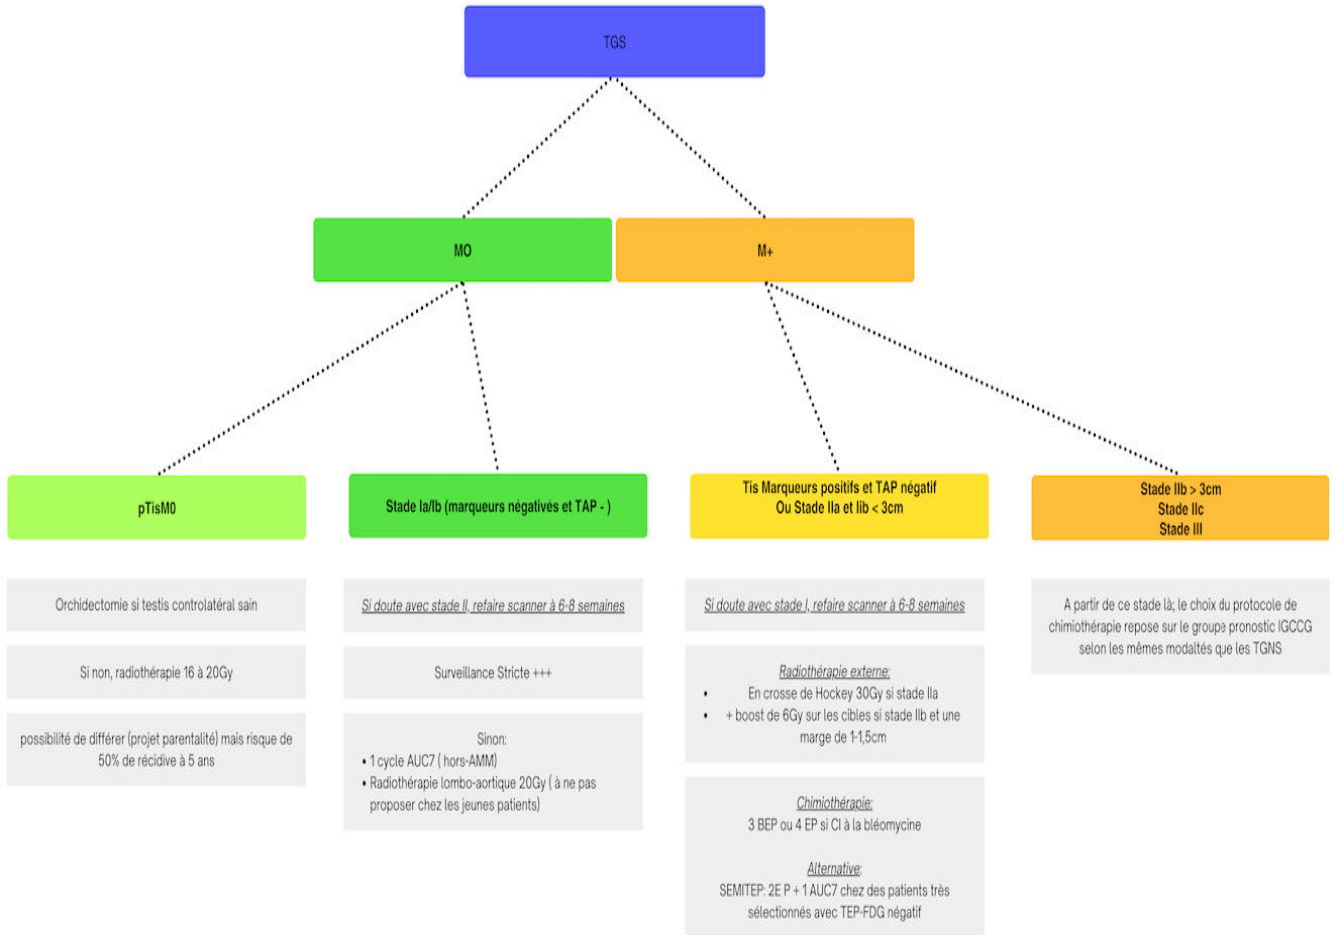 TGS
MO
M+
pTisM0
Orchidectomie si testis controlatéral sain
Si non, radiothérapie 16 à 20Gy
possibilité de différer (projet parentalité) mais risque de
50% de récidive à 5 ans
Stade Ia/Ib (marqueurs négativés et TAP - )
Si doute avec stade II, refaire scanner à 6-8 semaines
Surveillance Stricte +++
Sinon:
• 1 cycle AUC7 ( hors-AMM)
• Radiothérapie lombo-aortique 20Gy ( à ne pas
proposer chez les jeunes patients)
Tis Marqueurs positifs et TAP négatif
Ou Stade IIa et Iib < 3cm
Si doute avec stade I, refaire scanner à 6-8 semaines
Radiothérapie externe:
• En crosse de Hockey 30Gy si stade IIa
• + boost de 6Gy sur les cibles si stade IIb et une
marge de 1-1,5cm
Chimiothérapie:
3 BEP ou 4 EP si CI à la bléomycine
Alternative:
SEMITEP: 2E P + 1 AUC7 chez des patients très
sélectionnés avec TEP-FDG négatif
Stade IIb > 3cm
Stade IIc
Stade III
A partir de ce stade là; le choix du protocole de
chimiothérapie repose sur le groupe pronostic IGCCG
selon les mêmes modaltés que les TGNS